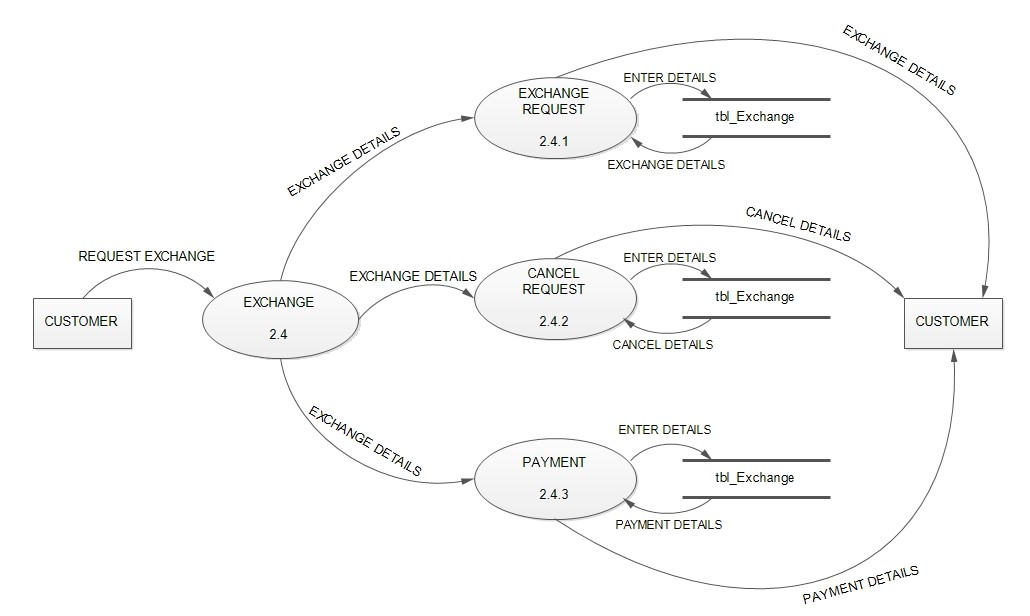 EXCHANGE DETAILS
ENTER DETAILS
EXCHANGE
REQUEST
2.4.1
tbl_Exchange
EXCHANGE DETAILS
EXCHANGE DETAILS
CANCEL DETAILS
REQUEST EXCHANGE
EXCHANGE DETAILS
ENTER DETAILS
CANCEL
REQUEST
2.4.2
tbl_Exchange
CANCEL DETAILS
CUSTOMER
EXCHANGE
2.4
CUSTOMER
EXCHANGE DETAILS
ENTER DETAILS
PAYMENT
2.4.3
tbl_Exchange
PAYMENT DETAILS
PAYMENT DETAILS